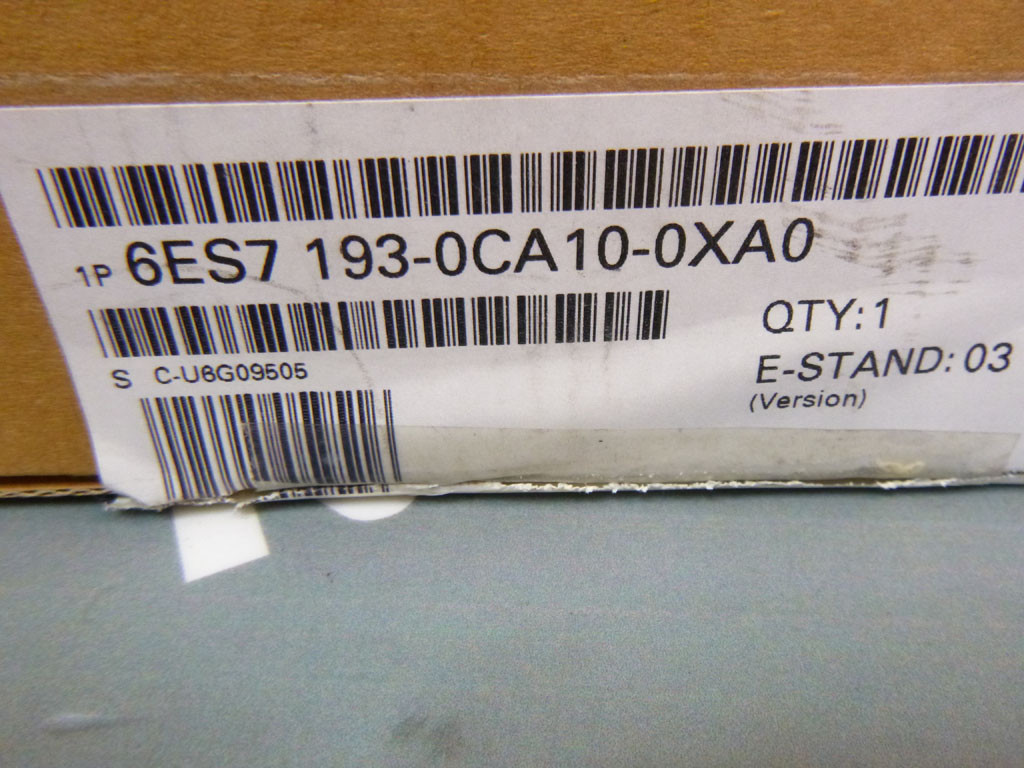 1P 6ES7 193-0CA10-0XA0
QTY:1
S C-U6G09505
E-STAND: 03
(Version)